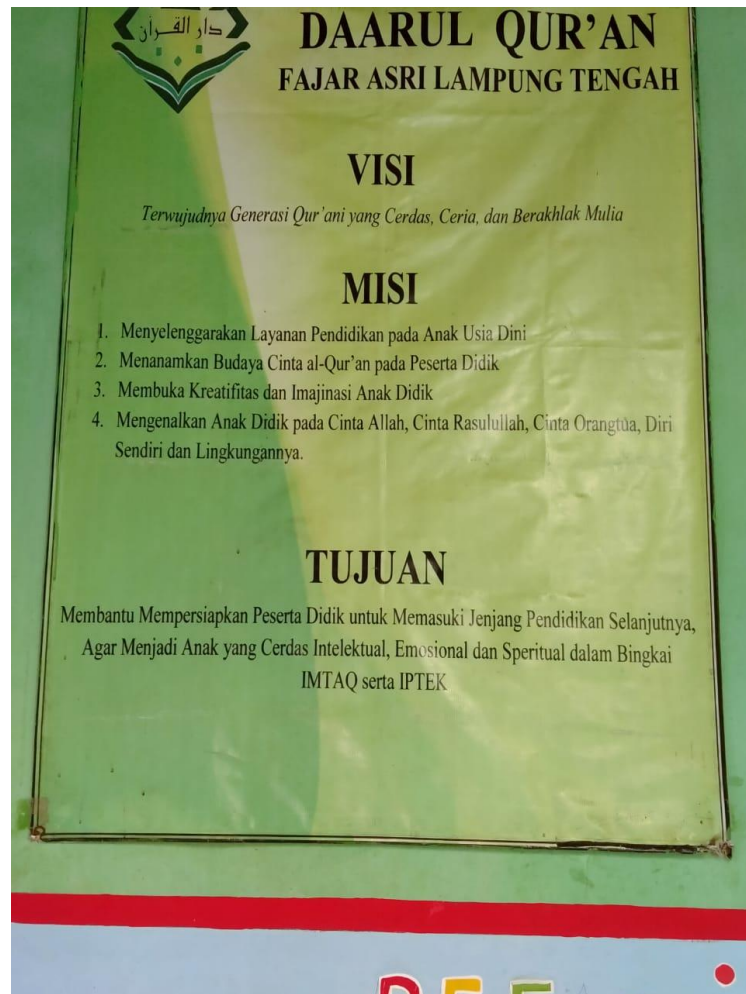 دار القرآن
DAARUL QUR'AN
FAJAR ASRI LAMPUNG TENGAH
VISI
Terwujudnya Generasi Qur'ani yang Cerdas, Ceria, dan Berakhlak Mulia
MISI
1. Menyelenggarakan Layanan Pendidikan pada Anak Usia Dini
2. Menanamkan Budaya Cinta al-Qur'an pada Peserta Didik
3. Membuka Kreatifitas dan Imajinasi Anak Didik
4. Mengenalkan Anak Didik pada Cinta Allah, Cinta Rasulullah, Cinta Orangtua, Diri
Sendiri dan Lingkungannya.
TUJUAN
Membantu Mempersiapkan Peserta Didik untuk Memasuki Jenjang Pendidikan Selanjutnya,
Agar Menjadi Anak yang Cerdas Intelektual, Emosional dan Speritual dalam Bingkai
IMTAQ serta IPTEK